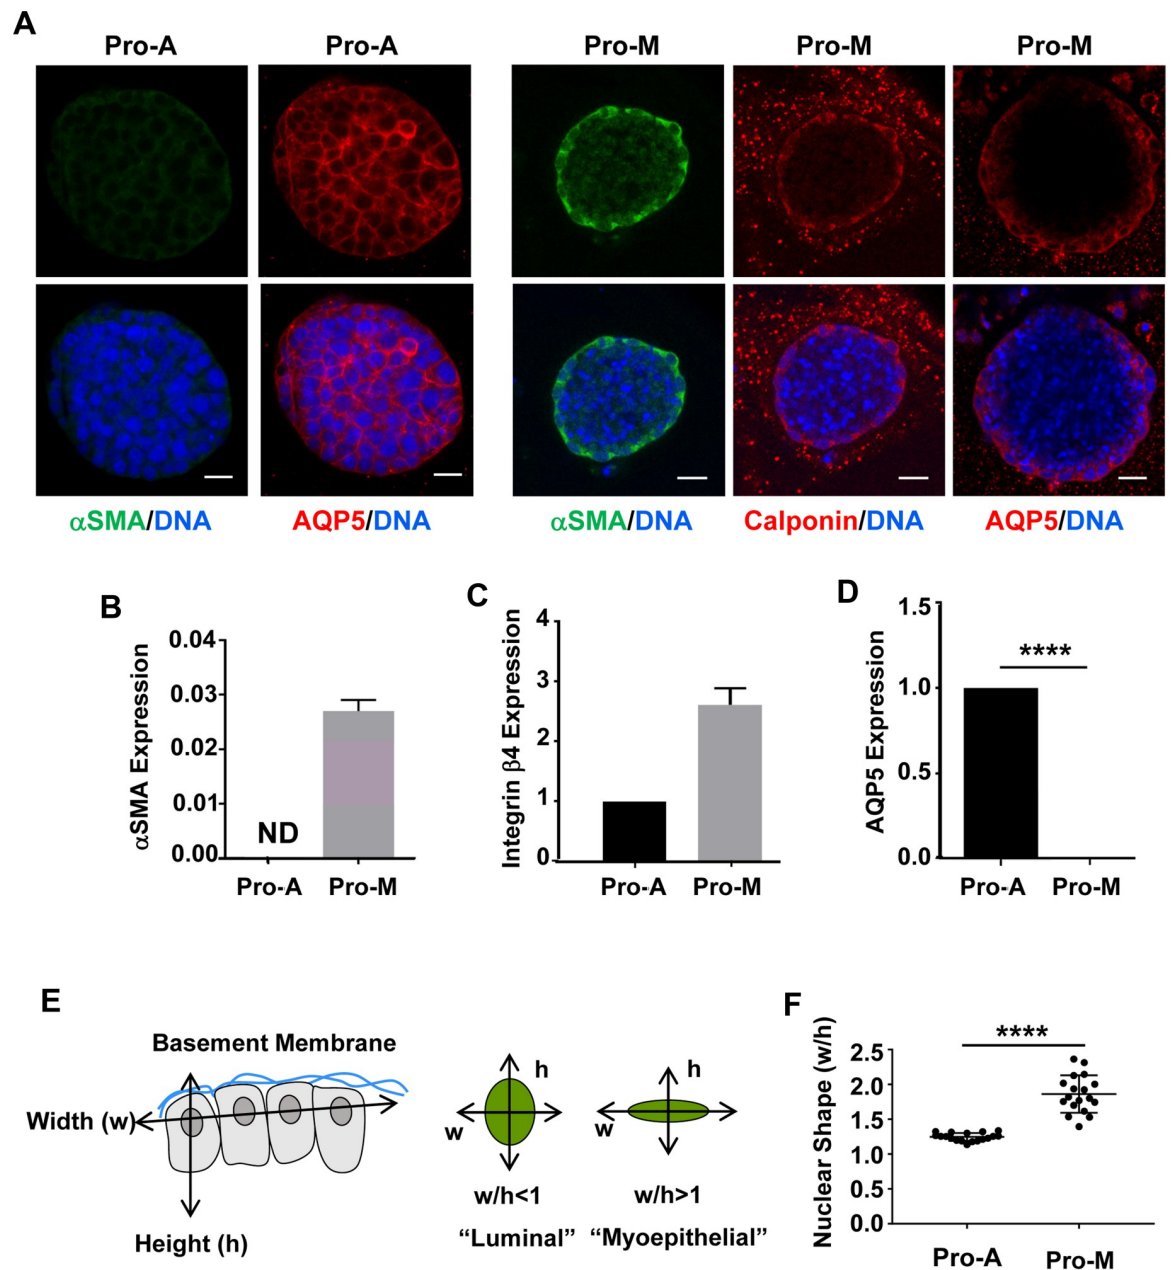 A
Pro-A Pro-A Pro-M Pro-M Pro-M
αSMA/DNA AQP5/DNA αSMA/DNA Calponin/DNA AQP5/DNA
B
αSMA Expression
0.04
0.03
0.02
0.01
0.00
ND
Pro-A Pro-M
C
Integrin β4 Expression
4
3
2
1
0
Pro-A Pro-M
D
AQP5 Expression
1.5
1.0
0.5
0.0
****
Pro-A Pro-M
E
Basement Membrane
Width (w)
Height (h)
h
w
w/h<1
“Luminal”
h
w
w/h>1
“Myoepithelial”
F
Nuclear Shape (w/h)
2.5
2.0
1.5
1.0
0.5
0.0
****
Pro-A Pro-M